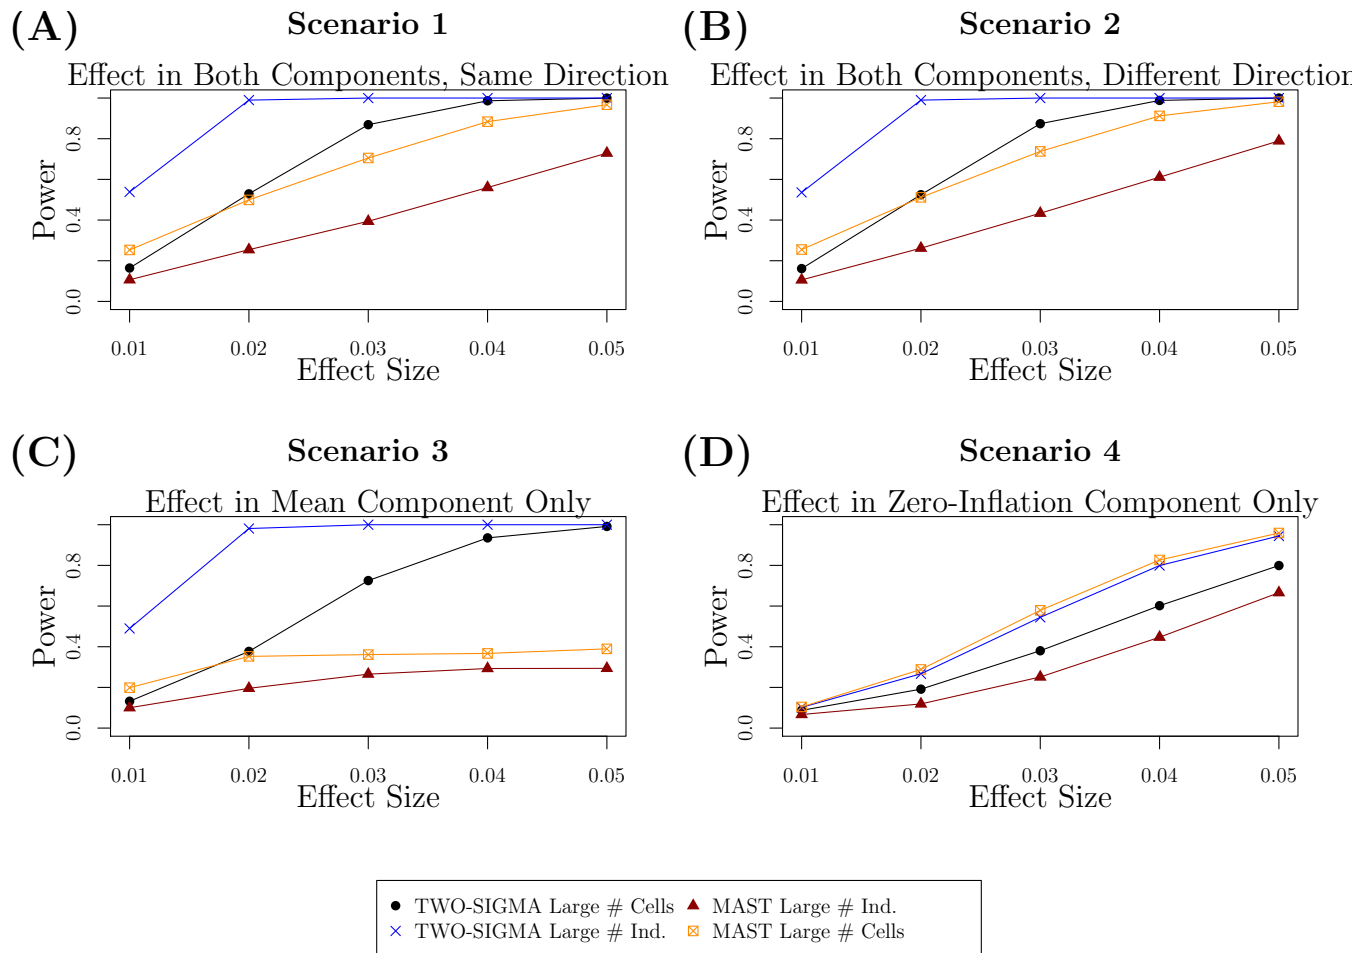 (A) Scenario 1
Effect in Both Components, Same Direction
Power
0.0 0.4 0.8
0.01 0.02 0.03 0.04 0.05
Effect Size
(B) Scenario 2
Effect in Both Components, Different Direction
Power
0.0 0.4 0.8
0.01 0.02 0.03 0.04 0.05
Effect Size
(C) Scenario 3
Effect in Mean Component Only
Power
0.0 0.4 0.8
0.01 0.02 0.03 0.04 0.05
Effect Size
(D) Scenario 4
Effect in Zero-Inflation Component Only
Power
0.0 0.4 0.8
0.01 0.02 0.03 0.04 0.05
Effect Size
TWO-SIGMA Large # Cells
TWO-SIGMA Large # Ind.
MAST Large # Ind.
MAST Large # Cells